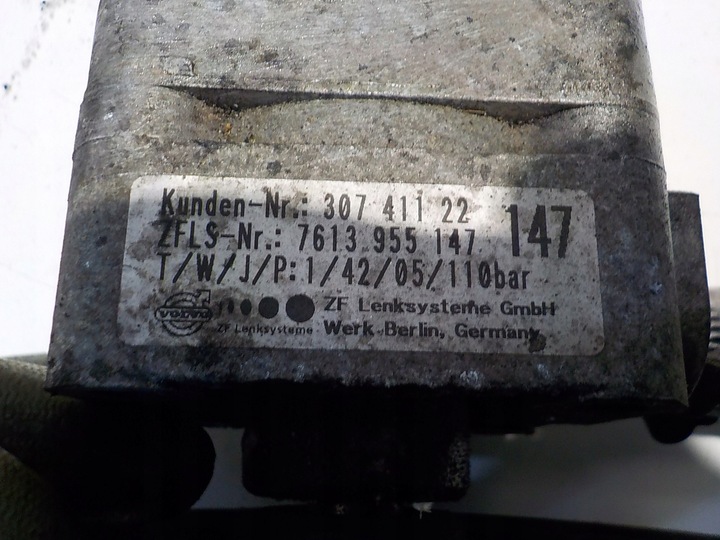 Kunden-Nr.: 307 411 22
ZFLS-Nr.: 7613 955 147 147
T/W/J/P:1/42/05/110bar
VOLVO ZF Lenksysteme GmbH
ZF Lenksysteme Werk Berlin, Germany